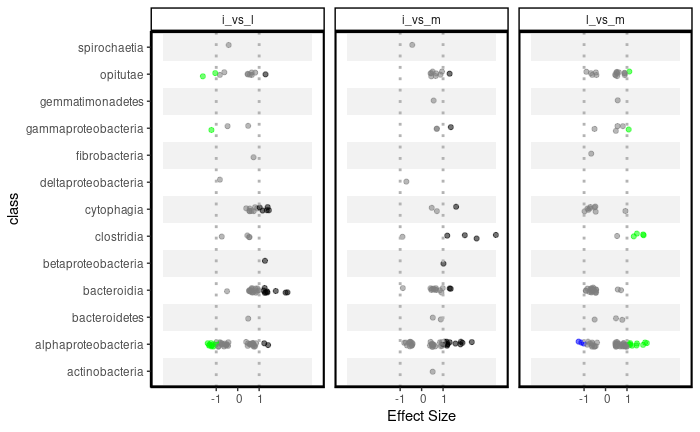 i_vs_l i_vs_m l_vs_m
class
spirochaetia
opitutae
gemmatimonadetes
gammaproteobacteria
fibrobacteria
deltaproteobacteria
cytophagia
clostridia
betaproteobacteria
bacteroidia
bacteroidetes
alphaproteobacteria
actinobacteria
-1 0 1 -1 0 1 -1 0 1
Effect Size